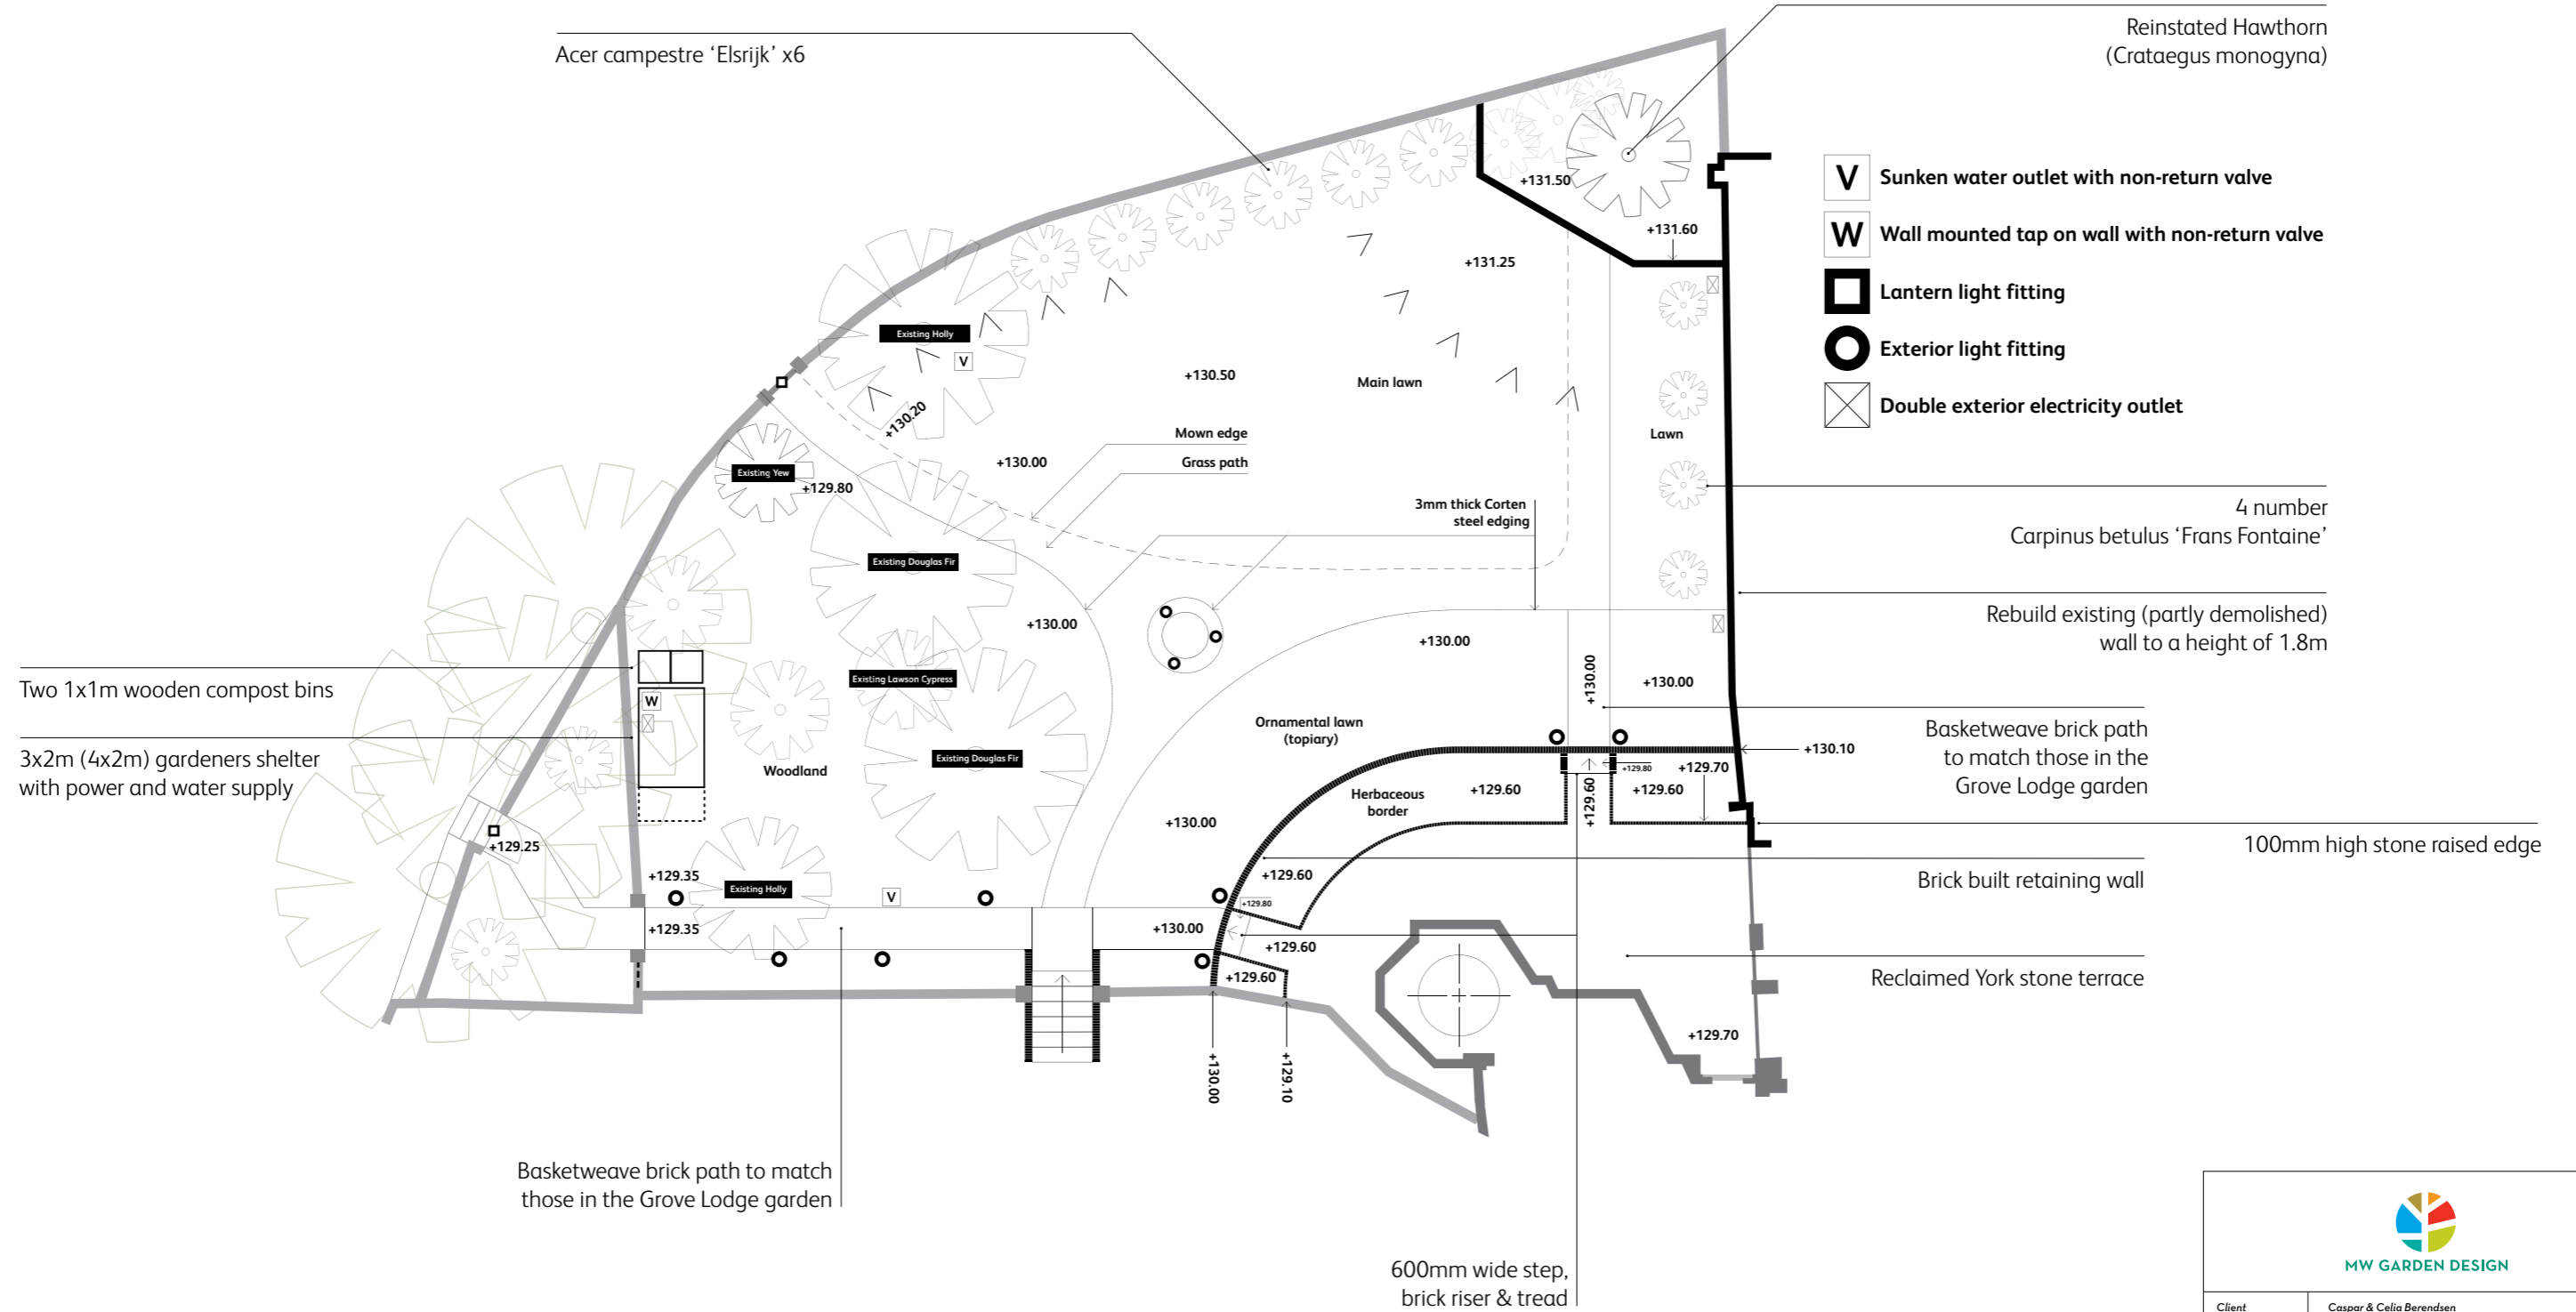 Acer campestre ‘Elsrijk’ x6
Reinstated Hawthorn
(Crataegus monogyna)
+131.50
+131.60
+131.25
V Sunken water outlet with non-return valve
W Wall mounted tap on wall with non-return valve
Lantern light fitting
Exterior light fitting
Double exterior electricity outlet
Existing Holly
V
+130.20
+130.50
Main lawn
Mown edge
Grass path
+130.00
Lawn
Existing Yew
+129.80
3mm thick Corten
steel edging
4 number
Carpinus betulus ‘Frans Fontaine’
Existing Douglas Fir
+130.00
+130.00
Rebuild existing (partly demolished)
wall to a height of 1.8m
Two 1x1m wooden compost bins
W
Existing Lawson Cypress
+130.00
+130.00
3x2m (4x2m) gardeners shelter
with power and water supply
Woodland
Existing Douglas Fir
Ornamental lawn
(topiary)
Basketweave brick path
to match those in the
Grove Lodge garden
+130.10
+129.80
+129.70
+129.60
+129.60
+129.60
Herbaceous
border
+130.00
100mm high stone raised edge
+129.25
+129.35
Existing Holly
V
+129.60
Brick built retaining wall
+129.80
+129.35
+130.00
+129.60
+129.60
Reclaimed York stone terrace
+129.70
+130.00
+129.10
Basketweave brick path to match
those in the Grove Lodge garden
600mm wide step,
brick riser & tread
MW GARDEN DESIGN
Client Caspar & Celia Berendsen